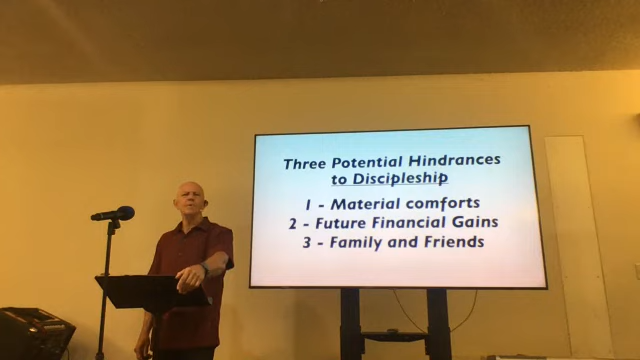 Three Potential Hindrances
to Discipleship
1 - Material comforts
2 - Future Financial Gains
3 - Family and Friends